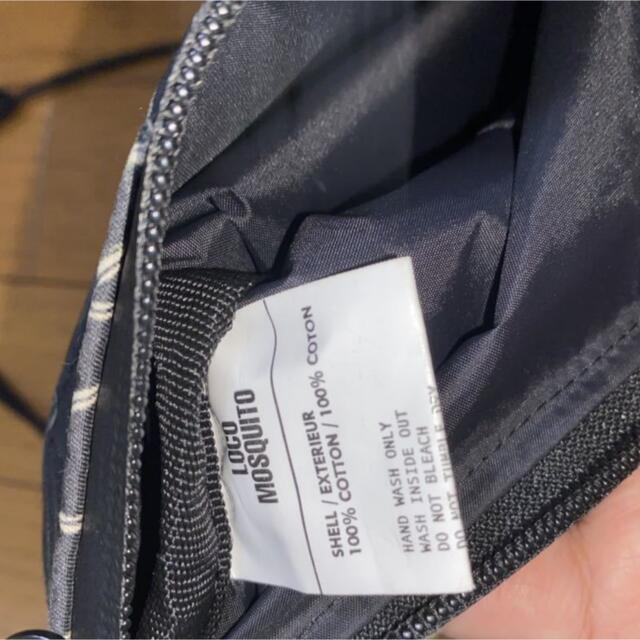 LOCO
MOSQUITO
SHELL / EXTERIEUR
100% COTTON / 100% COTON
HAND WASH ONLY
WASH INSIDE OUT
DO NOT BLEACH
DO NOT TUMBLE DRY